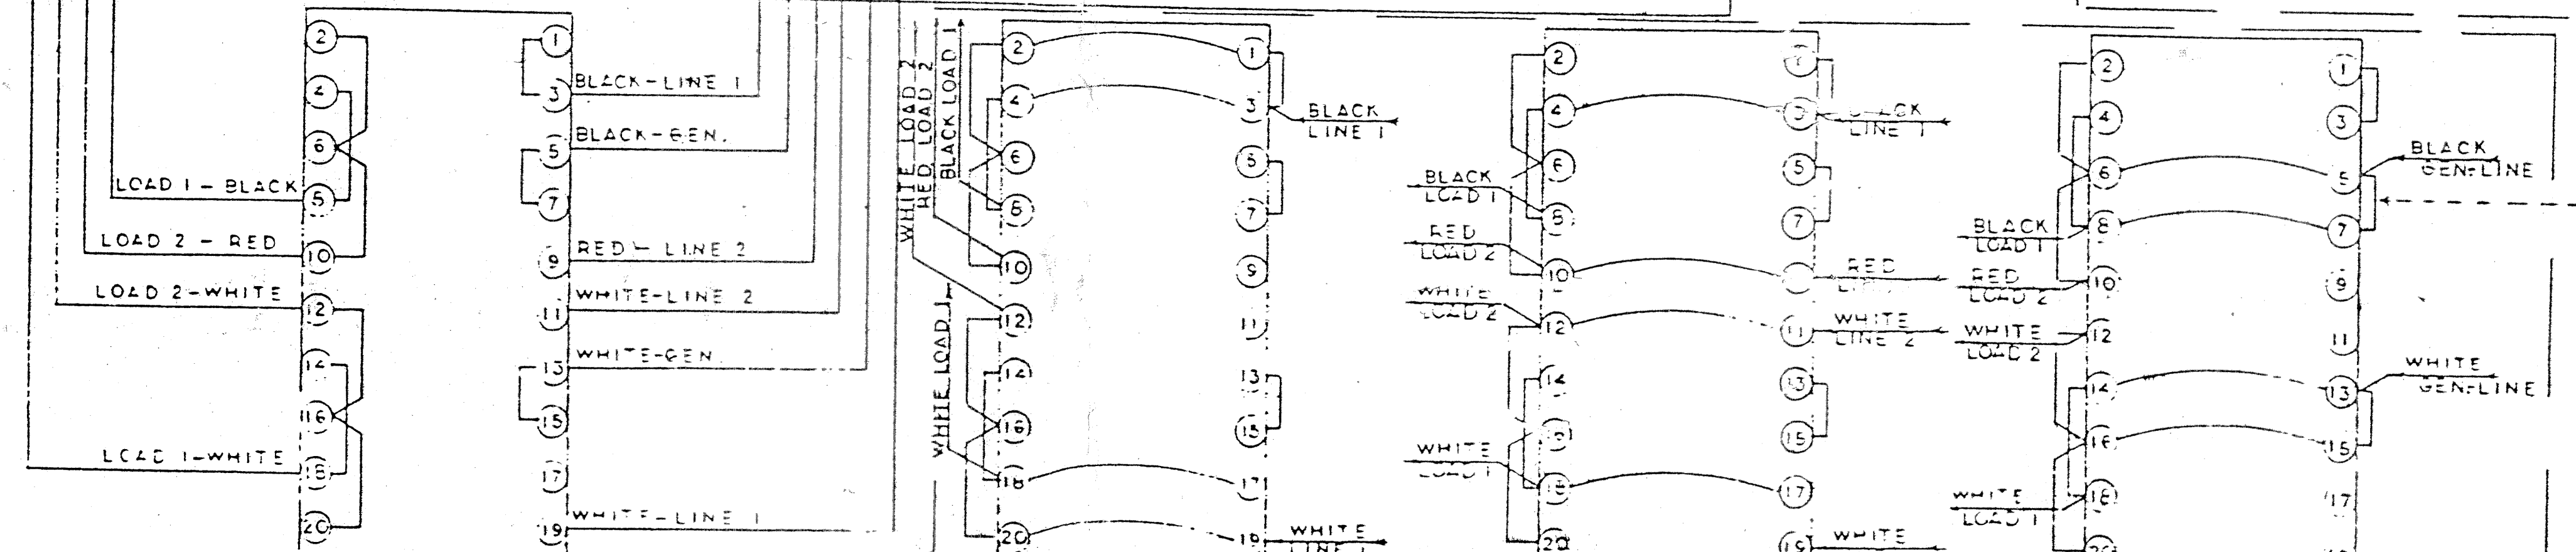 2 1
4 BLACK-LINE 1
3
6 BLACK-GEN.
5
LOAD 1 - BLACK
5 7
LOAD 2 - RED RED - LINE 2
10 9
LOAD 2-WHITE WHITE-LINE 2
12 11
14 WHITE-GEN.
13
16 15
LOAD 1-WHITE
18 17
WHITE-LINE 1
20 19
WHITE LOAD 2
RED LOAD 2
BLACK LOAD 1
WHITE LOAD 1
2 1
4 3 BLACK
LINE 1
6 5
8 7
10 9
12 11
14 13
16 15
18 17
20 19 WHITE
LINE 1
2
4 3
LINE 1
6 5
BLACK
LOAD 1
8 7
RED
LOAD 2
10 RED
WHITE
LOAD 2
12 11 WHITE
LINE 2
14 13
15
WHITE
LOAD 1
18 17
20 19 WHITE
2 1
4 3
6 5 BLACK
GEN-LINE
BLACK
LOAD 1
8 7
RED
LOAD 2
10 9
WHITE
LOAD 2
12 11
14 13 WHITE
GEN-LINE
16 15
WHITE
LOAD 1
18 17
20